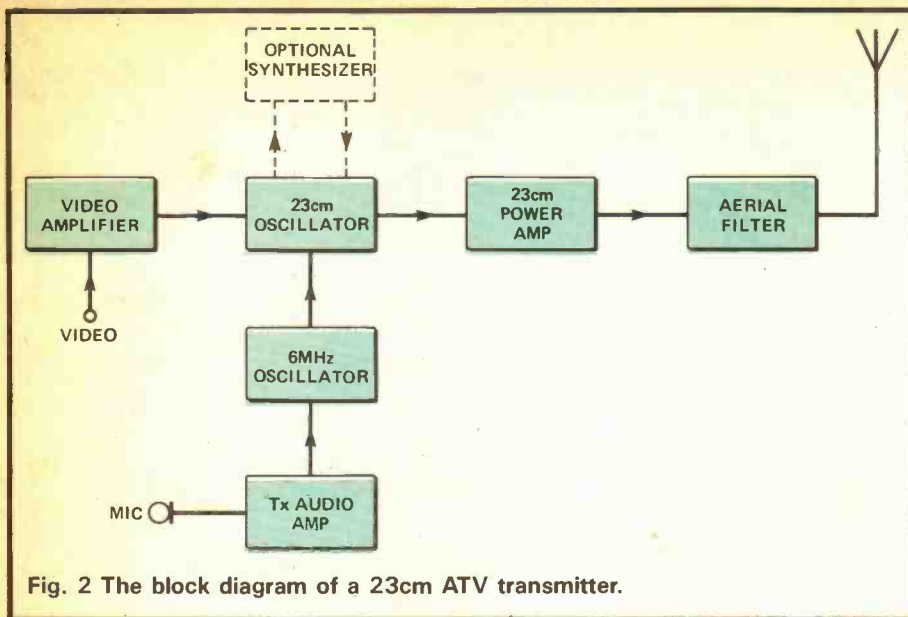 OPTIONAL
SYNTHESIZER
VIDEO
AMPLIFIER
23cm
OSCILLATOR
23cm
POWER
AMP
AERIAL
FILTER
VIDEO
6MHz
OSCILLATOR
MIC
Tx AUDIO
AMP
Fig. 2 The block diagram of a 23cm ATV transmitter.